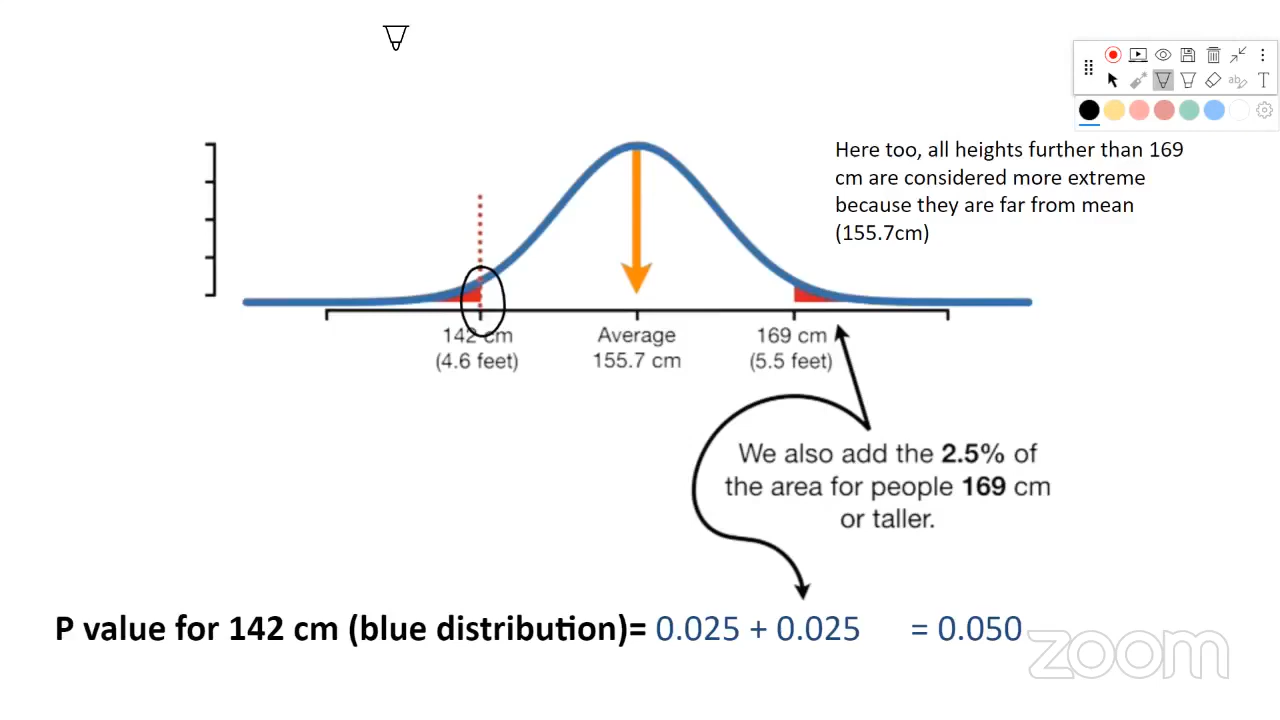 Here too, all heights further than 169
cm are considered more extreme
because they are far from mean
(155.7cm)
142 cm
(4.6 feet)
Average
155.7 cm
169 cm
(5.5 feet)
We also add the 2.5% of
the area for people 169 cm
or taller.
P value for 142 cm (blue distribution)= 0.025 + 0.025 = 0.050
zoom